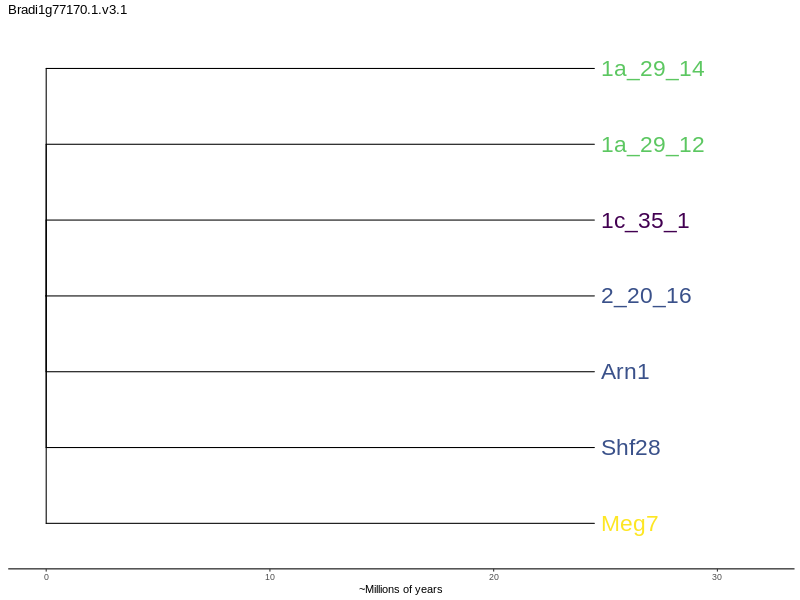 Bradi1g77170.1.v3.1
1a_29_14
1a_29_12
1c_35_1
2_20_16
Arn1
Shf28
Meg7
0 10 20 30
~Millions of years